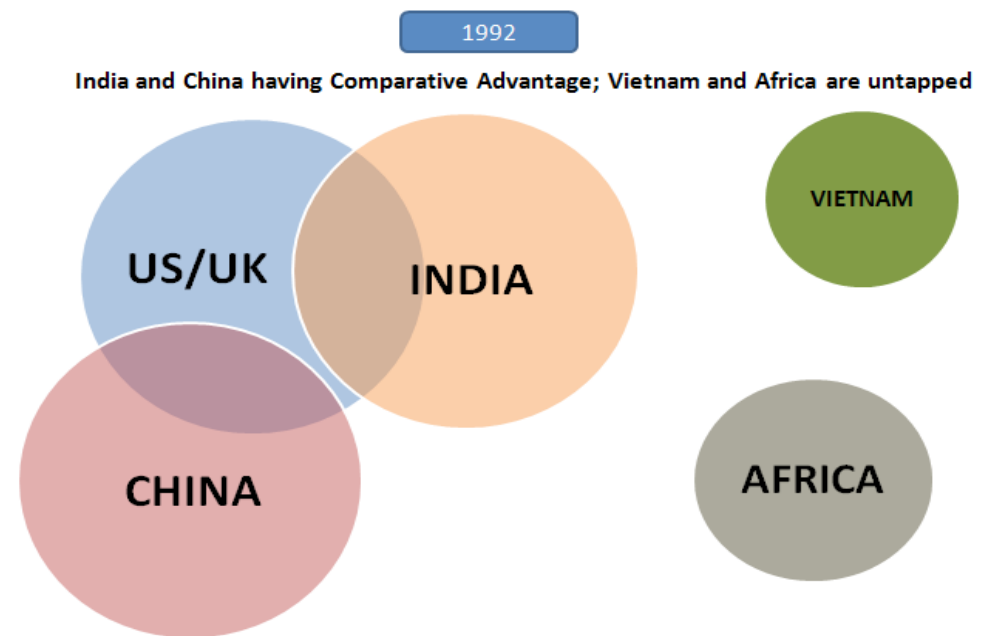 1992
India and China having Comparative Advantage; Vietnam and Africa are untapped
VIETNAM
US/UK
INDIA
CHINA
AFRICA